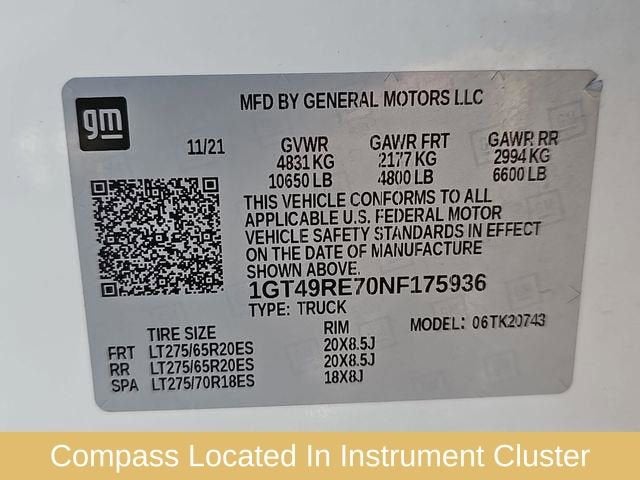 gm
MFD BY GENERAL MOTORS LLC
11/21 GVWR GAWR FRT GAWR RR
4831 KG 2177 KG 2994 KG
10650 LB 4800 LB 6600 LB
THIS VEHICLE CONFORMS TO ALL
APPLICABLE U.S. FEDERAL MOTOR
VEHICLE SAFETY STANDARDS IN EFFECT
ON THE DATE OF MANUFACTURE
SHOWN ABOVE.
1GT49RE70NF175936
TYPE: TRUCK MODEL: 06TK20743
TIRE SIZE RIM
FRT LT275/65R20ES 20X8.5J
RR LT275/65R20ES 20X8.5J
SPA LT275/70R18ES 18X8J
Compass Located In Instrument Cluster